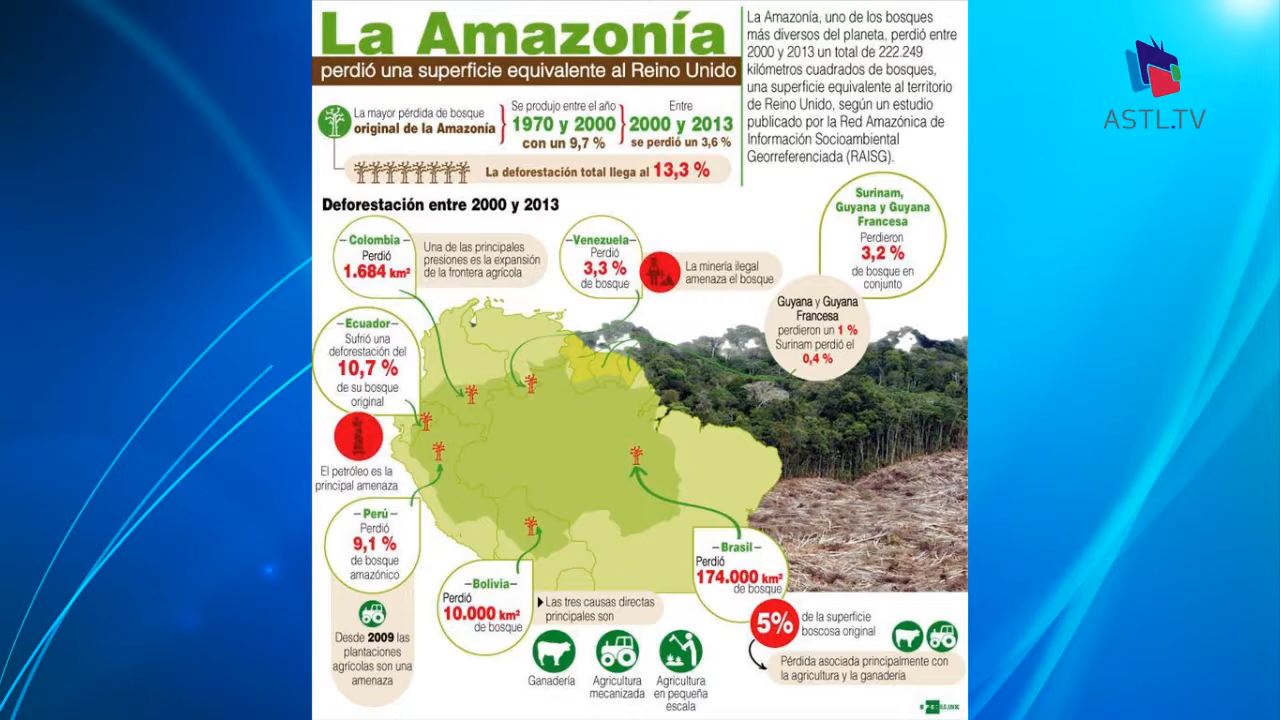 La Amazonía
perdió una superficie equivalente al Reino Unido
La Amazonía, uno de los bosques
más diversos del planeta, perdió entre
2000 y 2013 un total de 222.249
kilómetros cuadrados de bosques,
una superficie equivalente al territorio
de Reino Unido, según un estudio
publicado por la Red Amazónica de
Información Socioambiental
Georreferenciada (RAISG).
ASTL.TV
La mayor pérdida de bosque
original de la Amazonía
Se produjo entre el año
1970 y 2000
con un 9,7 %
Entre
2000 y 2013
se perdió un 3,6 %
La deforestación total llega al 13,3 %
Deforestación entre 2000 y 2013
Colombia
Perdió
1.684 km²
Una de las principales
presiones es la expansión
de la frontera agrícola
Venezuela
Perdió
3,3 %
de bosque
La minería ilegal
amenaza el bosque
Surinam,
Guyana y Guyana
Francesa
Perdieron
3,2 %
de bosque en
conjunto
Guyana y Guyana
Francesa
perdieron un 1 %
Surinam perdió el
0,4 %
Ecuador
Sufrió una
deforestación del
10,7 %
de su bosque
original
El petróleo es la
principal amenaza
Perú
Perdió
9,1 %
de bosque
amazónico
Desde 2009 las
plantaciones
agrícolas son una
amenaza
Bolivia
Perdió
10.000 km²
de bosque
Las tres causas directas
principales son
Ganadería
Agricultura
mecanizada
Agricultura
en pequeña
escala
Brasil
Perdió
174.000 km²
de bosque
5%
de la superficie
boscosa original
Pérdida asociada principalmente con
la agricultura y la ganadería